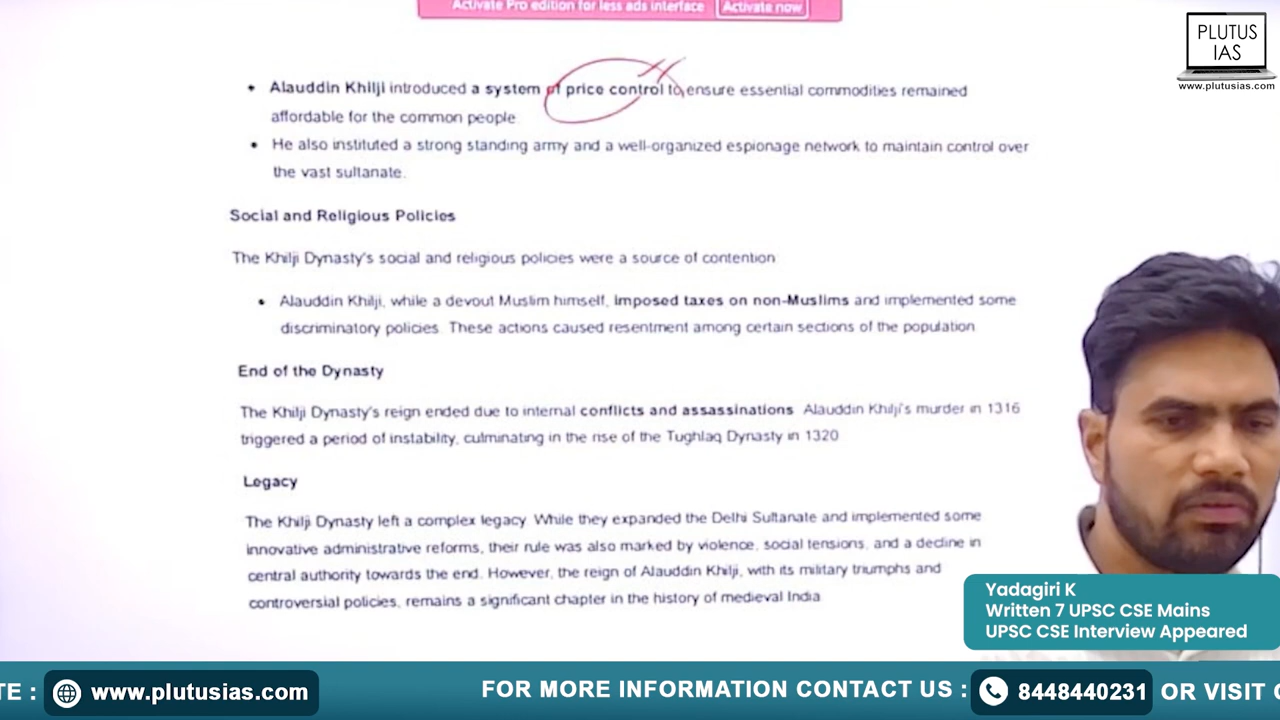 Activate Pro edition for less ads interface Activate now
PLUTUS
IAS
www.plutusias.com
• Alauddin Khilji introduced a system of price control to ensure essential commodities remained
affordable for the common people
• He also instituted a strong standing army and a well-organized espionage network to maintain control over
the vast sultanate.
Social and Religious Policies
The Khilji Dynasty's social and religious policies were a source of contention
• Alauddin Khilji, while a devout Muslim himself, imposed taxes on non-Muslims and implemented some
discriminatory policies. These actions caused resentment among certain sections of the population
End of the Dynasty
The Khilji Dynasty's reign ended due to internal conflicts and assassinations Alauddin Khilji's murder in 1316
triggered a period of instability, culminating in the rise of the Tughlaq Dynasty in 1320
Legacy
The Khilji Dynasty left a complex legacy. While they expanded the Delhi Sultanate and implemented some
innovative administrative reforms, their rule was also marked by violence, social tensions, and a decline in
central authority towards the end. However, the reign of Alauddin Khilji, with its military triumphs and
controversial policies, remains a significant chapter in the history of medieval India
Yadagiri K
Written 7 UPSC CSE Mains
UPSC CSE Interview Appeared
TE : www.plutusias.com FOR MORE INFORMATION CONTACT US : 8448440231 OR VISIT